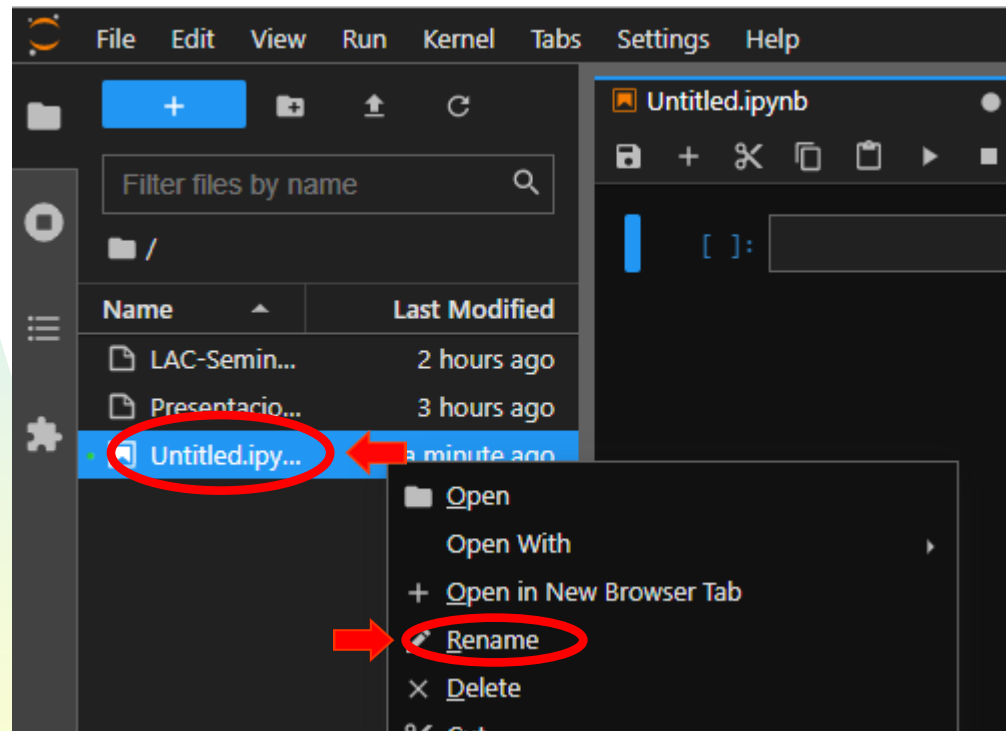 File Edit View Run Kernel Tabs Settings Help
Untitled.ipynb
Filter files by name
/
[ ]:
Name Last Modified
LAC-Semin... 2 hours ago
Presentacio... 3 hours ago
Untitled.ipy... a minute ago
Open
Open With
Open in New Browser Tab
Rename
Delete